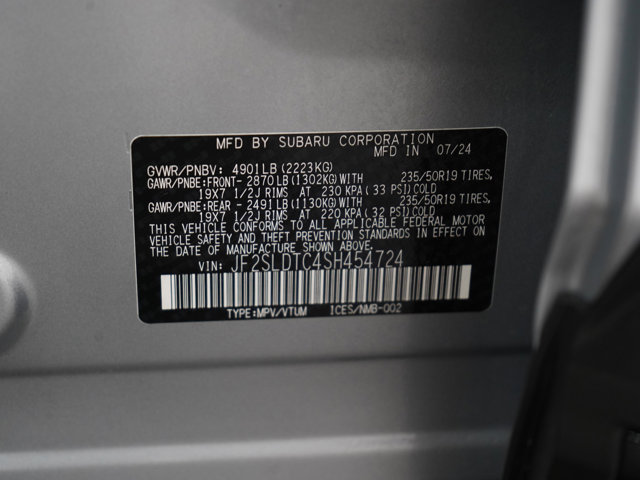 MFD BY SUBARU CORPORATION
MFD IN 07/24
GVWR/PNBV: 4901LB(2223KG)
GAWR/PNBE:FRONT- 2870LB(1302KG)WITH 235/50R19 TIRES,
19X7 1/2J RIMS AT 230 KPA(33 PSI)COLD
GAWR/PNBE:REAR - 2491LB(1130KG)WITH 235/50R19 TIRES,
19X7 1/2J RIMS AT 220 KPA(32 PSI)COLD
THIS VEHICLE CONFORMS TO ALL APPLICABLE FEDERAL MOTOR
VEHICLE SAFETY AND THEFT PREVENTION STANDARDS IN EFFECT ON
THE DATE OF MANUFACTURE SHOWN ABOVE.
VIN: JF2SLDTC4SH454724
TYPE:MPV/VTUM ICES/NMB-002